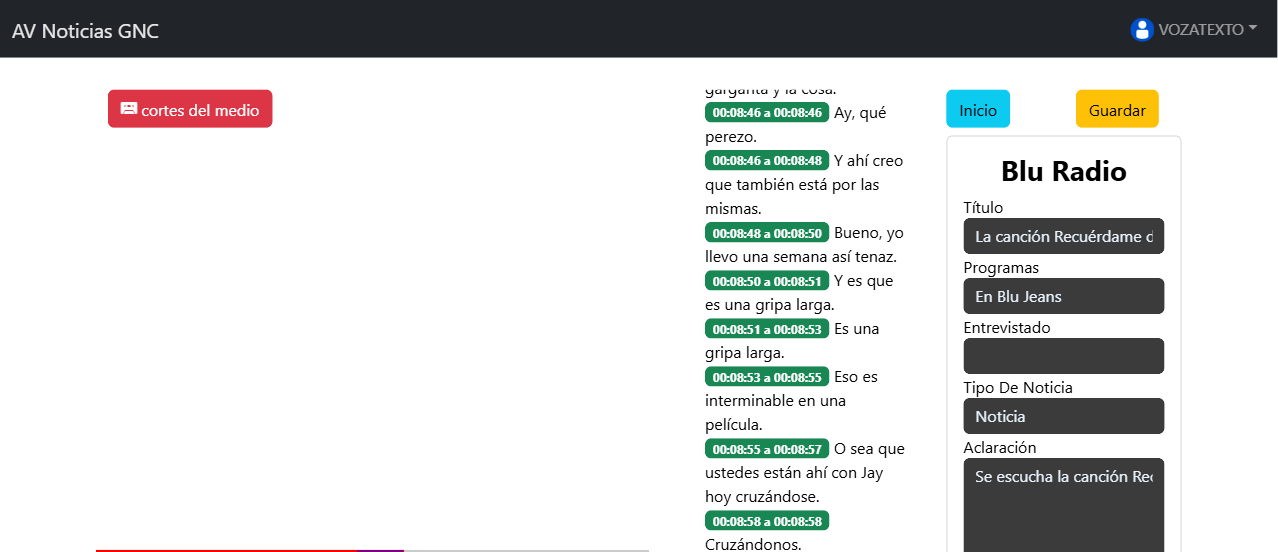 AV Noticias GNC
VOZATEXTO
cortes del medio
garganta y la cosa.
00:08:46 a 00:08:46 Ay, qué
perezo.
00:08:46 a 00:08:48 Y ahí creo
que también está por las
mismas.
00:08:48 a 00:08:50 Bueno, yo
llevo una semana así tenaz.
00:08:50 a 00:08:51 Y es que
es una gripa larga.
00:08:51 a 00:08:53 Es una
gripa larga.
00:08:53 a 00:08:55 Eso es
interminable en una
película.
00:08:55 a 00:08:57 O sea que
ustedes están ahí con Jay
hoy cruzándose.
00:08:58 a 00:08:58
Cruzándonos.
Inicio
Guardar
Blu Radio
Título
La canción Recuérdame d
Programas
En Blu Jeans
Entrevistado
Tipo De Noticia
Noticia
Aclaración
Se escucha la canción Rec